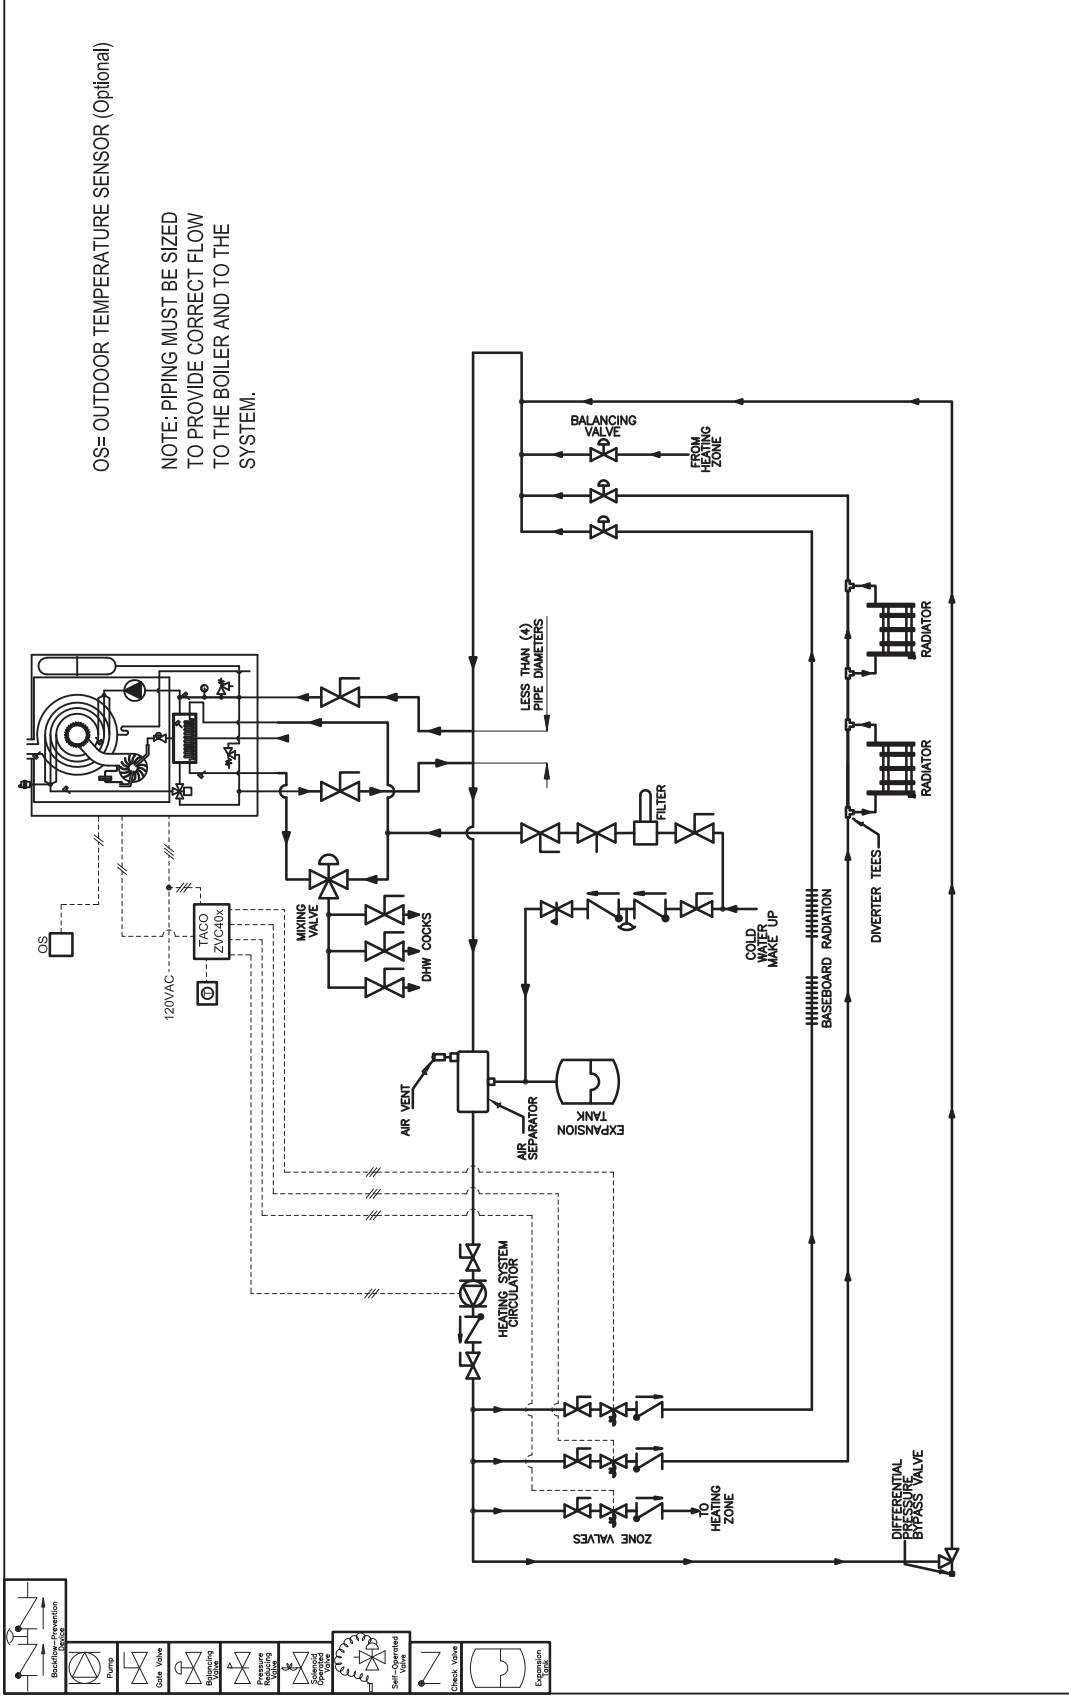 OS= OUTDOOR TEMPERATURE SENSOR (Optional)
NOTE: PIPING MUST BE SIZED
TO PROVIDE CORRECT FLOW
TO THE BOILER AND TO THE
SYSTEM.
OS
120VAC
TACO
ZVC40x
T
MIXING
VALVE
DHW COCKS
AIR VENT
AIR
SEPARATOR
EXPANSION
TANK
HEATING SYSTEM
CIRCULATOR
LESS THAN (4)
PIPE DIAMETERS
FILTER
COLD
WATER
MAKE UP
BALANCING
VALVE
FROM
HEATING
ZONE
BASEBOARD RADIATION
DIVERTER TEES
RADIATOR
RADIATOR
ZONE VALVES
TO
HEATING
ZONE
DIFFERENTIAL
PRESSURE
BYPASS VALVE
Backflow-Prevention
Device
Pump
Gate Valve
Balancing
Valve
Pressure
Reducing
Valve
Solenoid
Operated
Valve
Self-Operated
Valve
Check Valve
Expansion
Tank